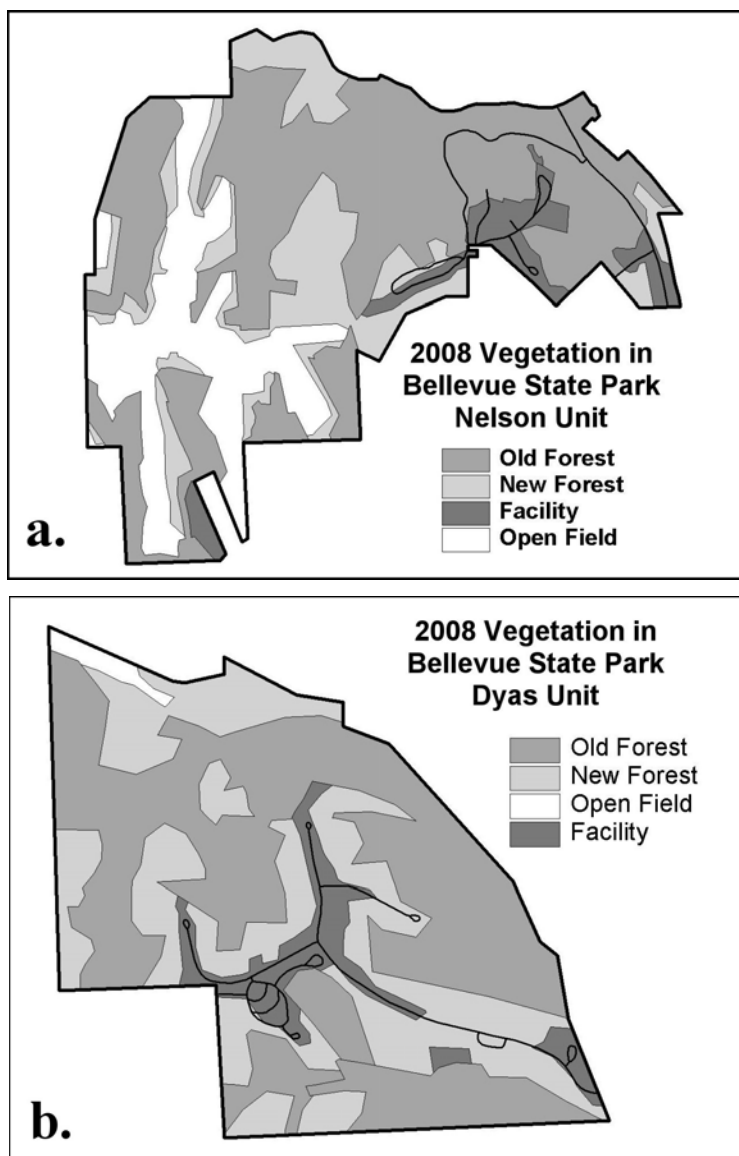 2008 Vegetation in
Bellevue State Park
Nelson Unit
Old Forest
New Forest
Facility
Open Field
a.
2008 Vegetation in
Bellevue State Park
Dyas Unit
Old Forest
New Forest
Open Field
Facility
b.